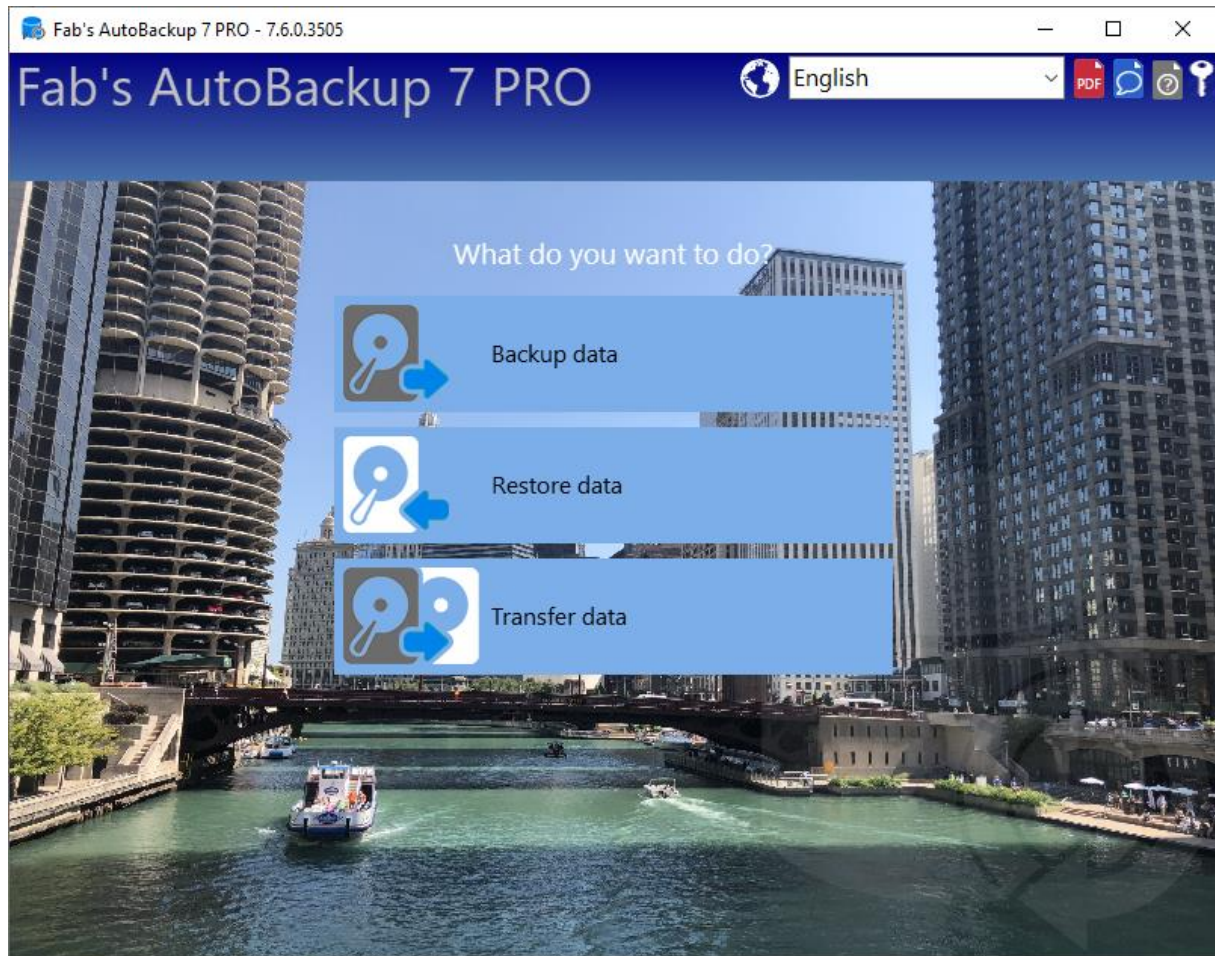 Fab's AutoBackup 7 PRO - 7.6.0.3505
Fab's AutoBackup 7 PRO
English
PDF
What do you want to do?
Backup data
Restore data
Transfer data